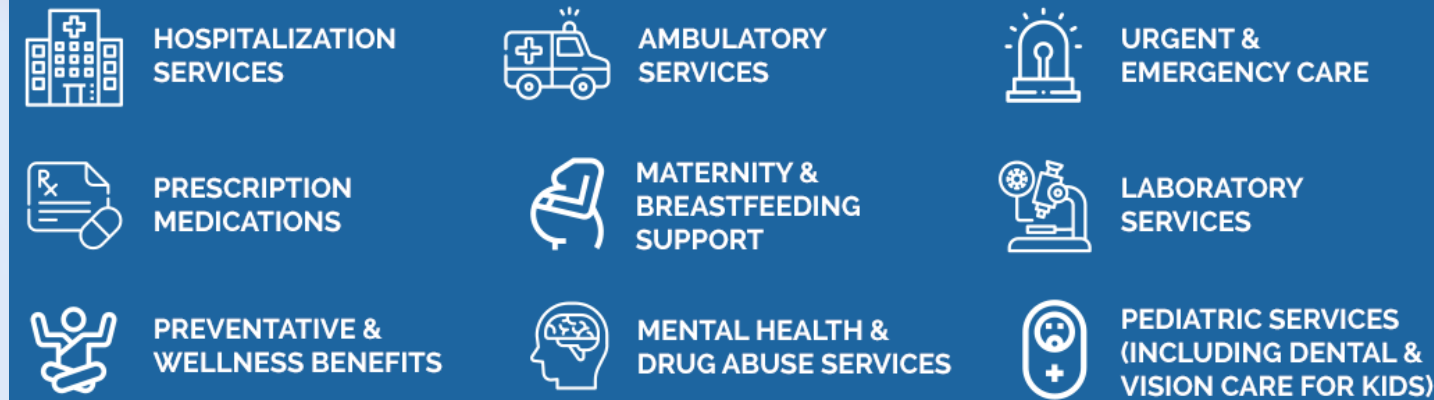 HOSPITALIZATION
SERVICES
AMBULATORY
SERVICES
URGENT &
EMERGENCY CARE
Rx
PRESCRIPTION
MEDICATIONS
MATERNITY &
BREASTFEEDING
SUPPORT
LABORATORY
SERVICES
PREVENTATIVE &
WELLNESS BENEFITS
MENTAL HEALTH &
DRUG ABUSE SERVICES
PEDIATRIC SERVICES
(INCLUDING DENTAL &
VISION CARE FOR KIDS)